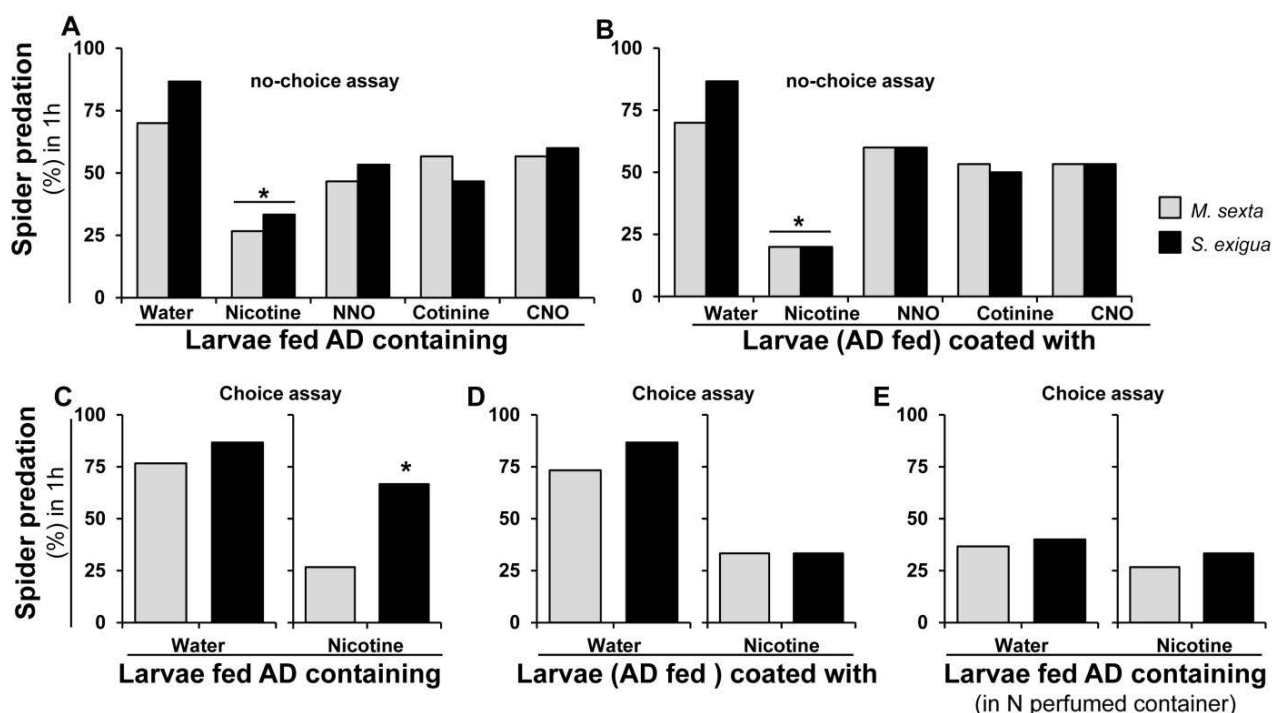 A
B
Spider predation
(%) in 1h
100
75
50
25
0
no-choice assay
*
Water Nicotine NNO Cotinine CNO
Larvae fed AD containing
100
75
50
25
0
no-choice assay
*
Water Nicotine NNO Cotinine CNO
Larvae (AD fed) coated with
M. sexta
S. exigua
C
Choice assay
Spider predation
(%) in 1h
100
75
50
25
0
*
Water Nicotine
Larvae fed AD containing
D
Choice assay
100
75
50
25
0
Water Nicotine
Larvae (AD fed ) coated with
E
Choice assay
100
75
50
25
0
Water Nicotine
Larvae fed AD containing
(in N perfumed container)